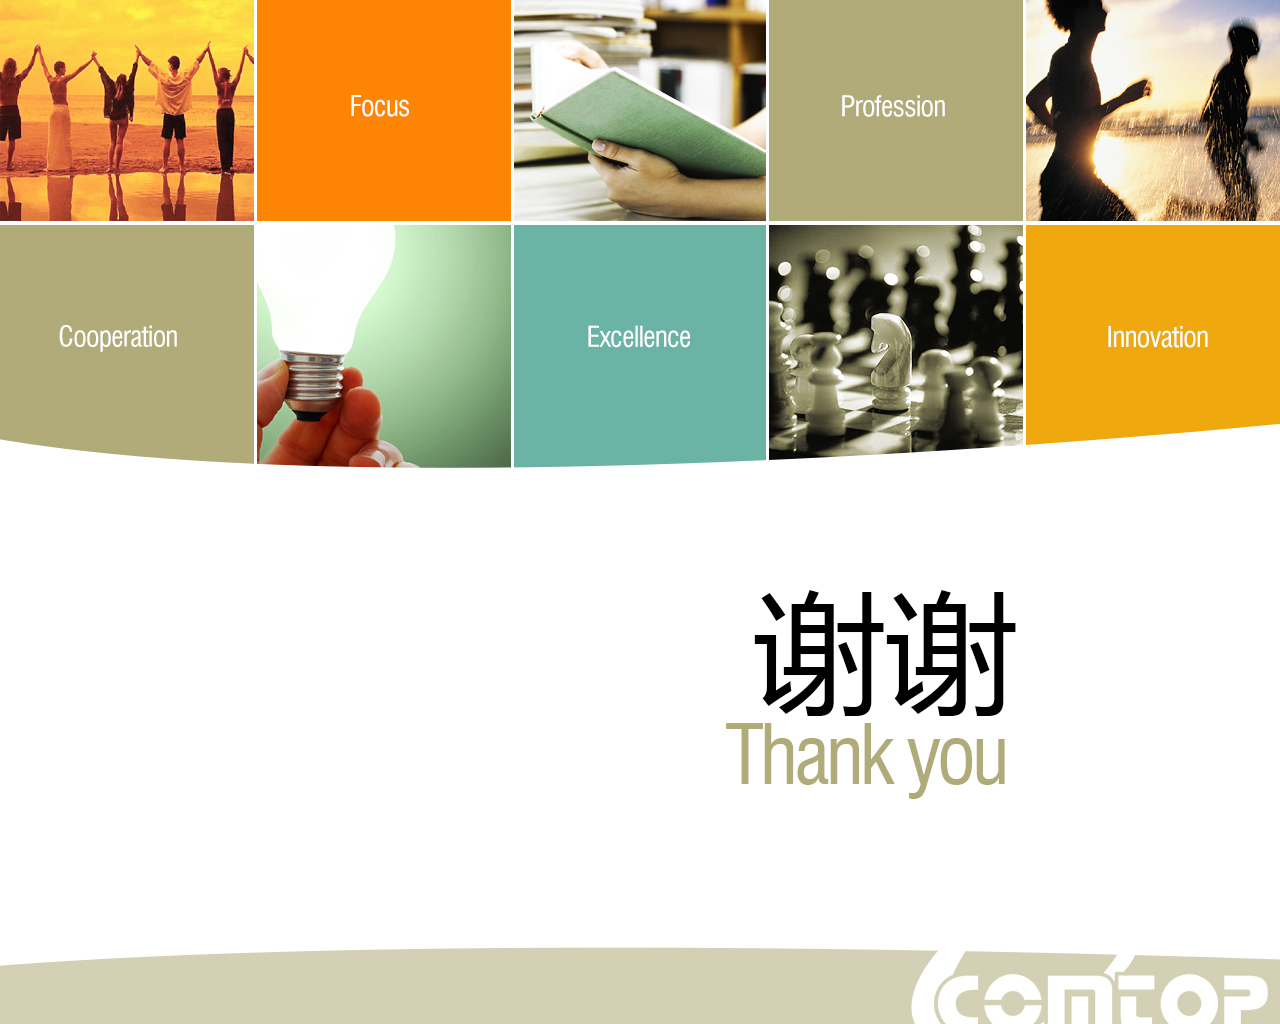 Focus
Profession
Cooperation
Excellence
Innovation
谢谢
Thank you
COMTOP